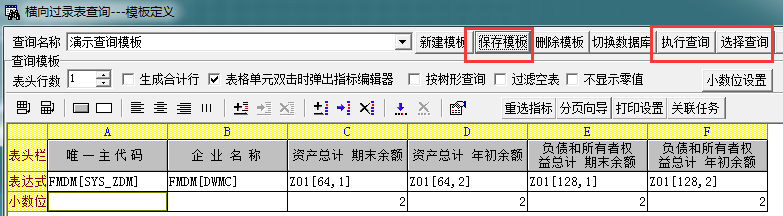 横向过录表查询---模板定义
查询名称 演示查询模板 新建模板 保存模板 删除模板 切换数据库 执行查询 选择查询
查询模板
表头行数 1 生成合计行 表格单元双击时弹出指标编辑器 按树形查询 过滤空表 不显示零值 小数位设置
重选指标 分页向导 打印设置 关联任务
A B C D E F
表头栏 唯一主代码 企业名称 资产总计 期末余额 资产总计 年初余额 负债和所有者权益总计 期末余额 负债和所有者权益总计 年初余额
表达式 FMDM[SYS_ZDM] FMDM[DWMC] Z01[64,1] Z01[64,2] Z01[128,1] Z01[128,2]
小数位 2 2 2 2